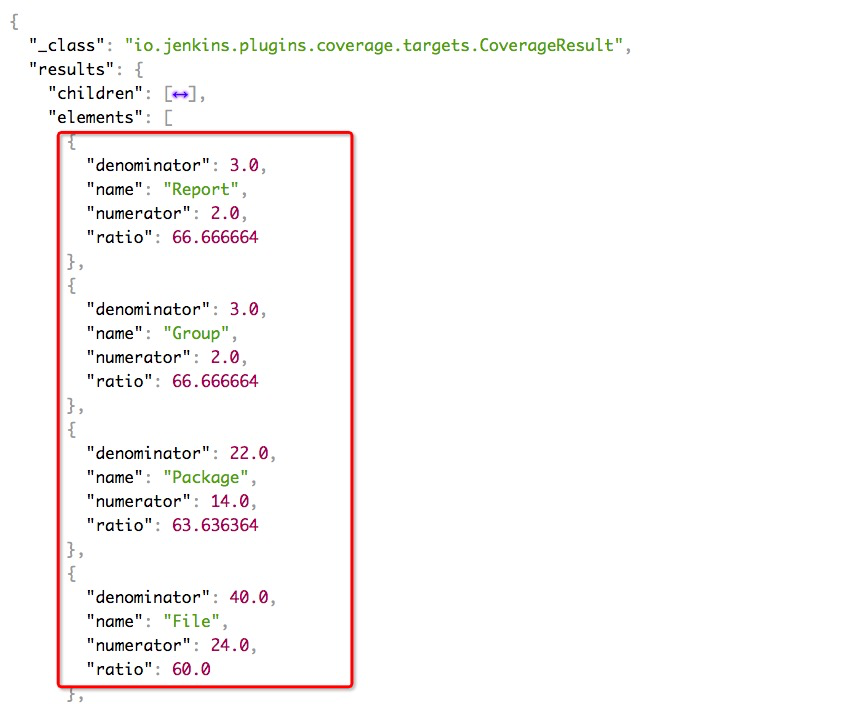 {
"_class": "io.jenkins.plugins.coverage.targets.CoverageResult",
"results": {
"children": [↔],
"elements": [
{
"denominator": 3.0,
"name": "Report",
"numerator": 2.0,
"ratio": 66.666664
},
{
"denominator": 3.0,
"name": "Group",
"numerator": 2.0,
"ratio": 66.666664
},
{
"denominator": 22.0,
"name": "Package",
"numerator": 14.0,
"ratio": 63.636364
},
{
"denominator": 40.0,
"name": "File",
"numerator": 24.0,
"ratio": 60.0
},